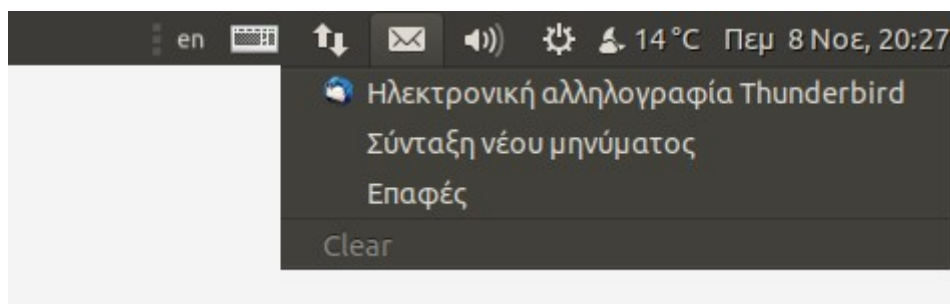 en 14 °C Πεμ 8 Νοε, 20:27
Ηλεκτρονική αλληλογραφία Thunderbird
Σύνταξη νέου μηνύματος
Επαφές
Clear